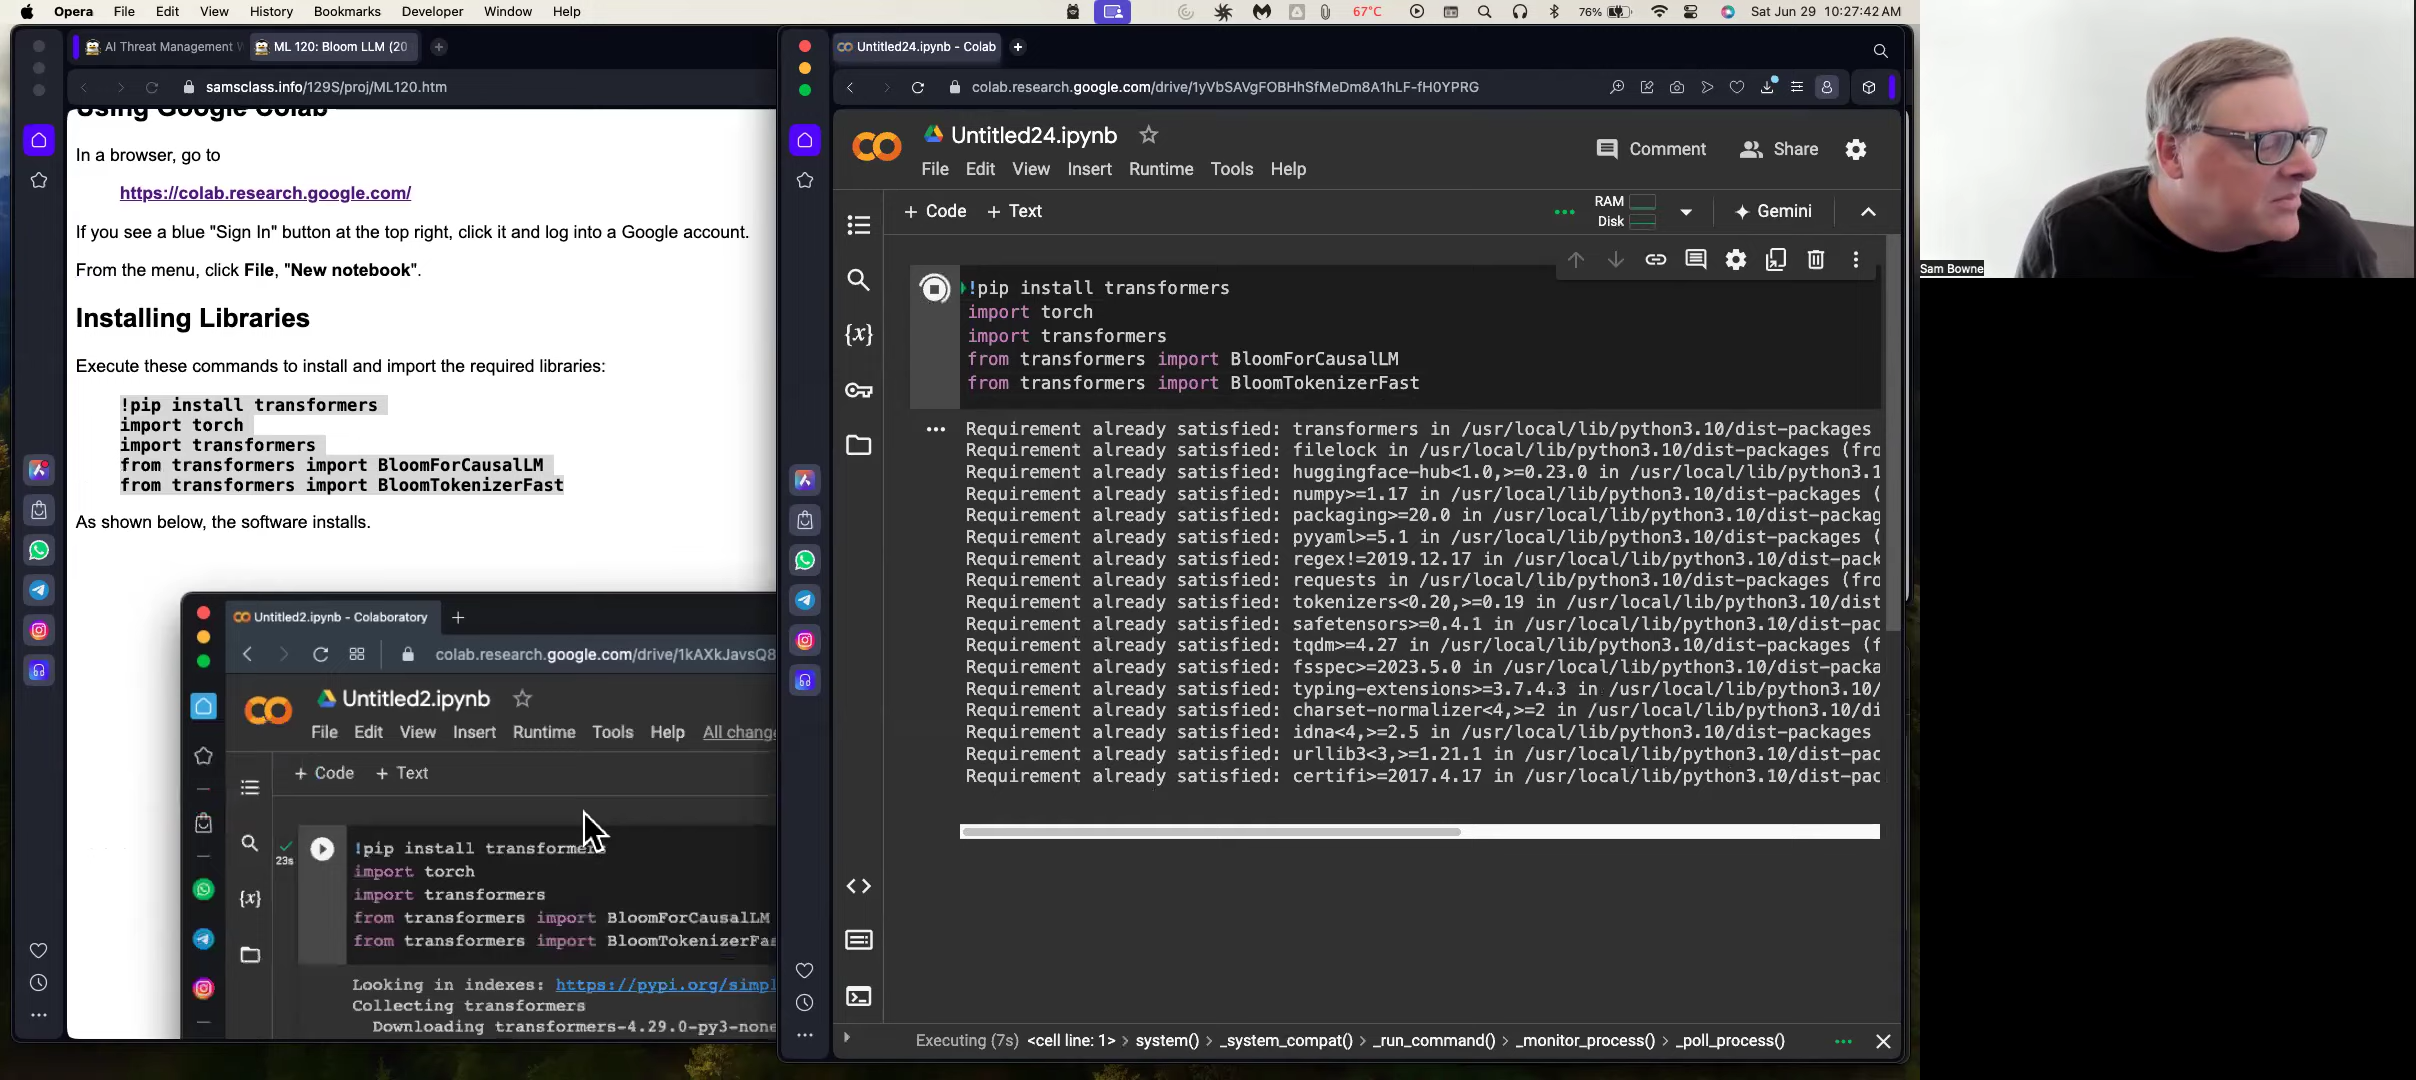 Opera File Edit View History Bookmarks Developer Window Help
67°C
76%
Sat Jun 29 10:27:42 AM
AI Threat Management W
ML 120: Bloom LLM (20
samsclass.info/129S/proj/ML120.htm
Using Google Colab
In a browser, go to
https://colab.research.google.com/
If you see a blue "Sign In" button at the top right, click it and log into a Google account.
From the menu, click File, "New notebook".
Installing Libraries
Execute these commands to install and import the required libraries:
!pip install transformers
import torch
import transformers
from transformers import BloomForCausalLM
from transformers import BloomTokenizerFast
As shown below, the software installs.
Untitled2.ipynb - Colaboratory
colab.research.google.com/drive/1kAXkJavsQ8
Untitled2.ipynb
File Edit View Insert Runtime Tools Help All change
+ Code + Text
23s
!pip install transformers
import torch
import transformers
from transformers import BloomForCausalLM
from transformers import BloomTokenizerFas
Looking in indexes: https://pypi.org/simpl
Collecting transformers
Downloading transformers-4.29.0-py3-none
Untitled24.ipynb - Colab
colab.research.google.com/drive/1yVbSAVgFOBHhSfMeDm8A1hLF-fH0YPRG
Untitled24.ipynb
Comment Share
File Edit View Insert Runtime Tools Help
+ Code + Text
RAM
Disk
Gemini
{x}
!pip install transformers
import torch
import transformers
from transformers import BloomForCausalLM
from transformers import BloomTokenizerFast
Requirement already satisfied: transformers in /usr/local/lib/python3.10/dist-packages
Requirement already satisfied: filelock in /usr/local/lib/python3.10/dist-packages (fro
Requirement already satisfied: huggingface-hub<1.0,>=0.23.0 in /usr/local/lib/python3.1
Requirement already satisfied: numpy>=1.17 in /usr/local/lib/python3.10/dist-packages (
Requirement already satisfied: packaging>=20.0 in /usr/local/lib/python3.10/dist-packag
Requirement already satisfied: pyyaml>=5.1 in /usr/local/lib/python3.10/dist-packages (
Requirement already satisfied: regex!=2019.12.17 in /usr/local/lib/python3.10/dist-pack
Requirement already satisfied: requests in /usr/local/lib/python3.10/dist-packages (fro
Requirement already satisfied: tokenizers<0.20,>=0.19 in /usr/local/lib/python3.10/dist
Requirement already satisfied: safetensors>=0.4.1 in /usr/local/lib/python3.10/dist-pac
Requirement already satisfied: tqdm>=4.27 in /usr/local/lib/python3.10/dist-packages (f
Requirement already satisfied: fsspec>=2023.5.0 in /usr/local/lib/python3.10/dist-packa
Requirement already satisfied: typing-extensions>=3.7.4.3 in /usr/local/lib/python3.10/
Requirement already satisfied: charset-normalizer<4,>=2 in /usr/local/lib/python3.10/di
Requirement already satisfied: idna<4,>=2.5 in /usr/local/lib/python3.10/dist-packages
Requirement already satisfied: urllib3<3,>=1.21.1 in /usr/local/lib/python3.10/dist-pac
Requirement already satisfied: certifi>=2017.4.17 in /usr/local/lib/python3.10/dist-pac
Executing (7s) <cell line: 1> > system() > _system_compat() > _run_command() > _monitor_process() > _poll_process()
Sam Bowne